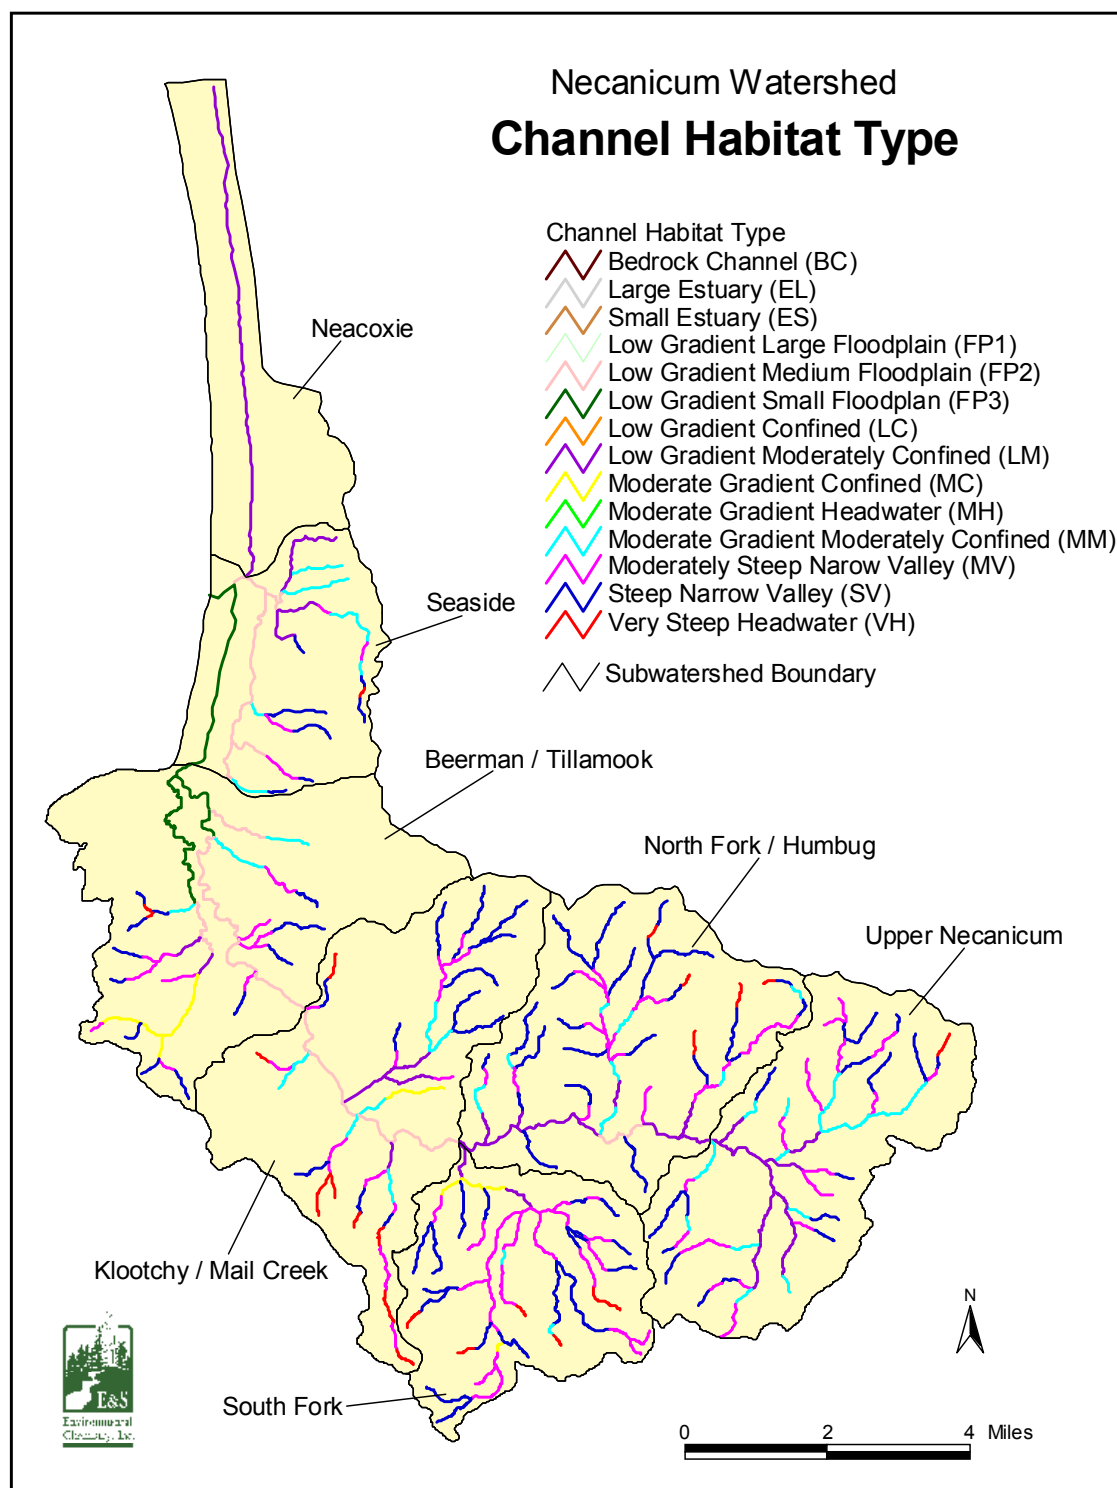 Necanicum Watershed
Channel Habitat Type
Channel Habitat Type
Bedrock Channel (BC)
Large Estuary (EL)
Small Estuary (ES)
Low Gradient Large Floodplain (FP1)
Low Gradient Medium Floodplain (FP2)
Low Gradient Small Floodplan (FP3)
Low Gradient Confined (LC)
Low Gradient Moderately Confined (LM)
Moderate Gradient Confined (MC)
Moderate Gradient Headwater (MH)
Moderate Gradient Moderately Confined (MM)
Moderately Steep Narow Valley (MV)
Steep Narrow Valley (SV)
Very Steep Headwater (VH)
Subwatershed Boundary
Neacoxie
Seaside
Beerman / Tillamook
North Fork / Humbug
Upper Necanicum
Klootchy / Mail Creek
South Fork
N
0 2 4 Miles
E&S
Environmental
Chemistry, Inc.